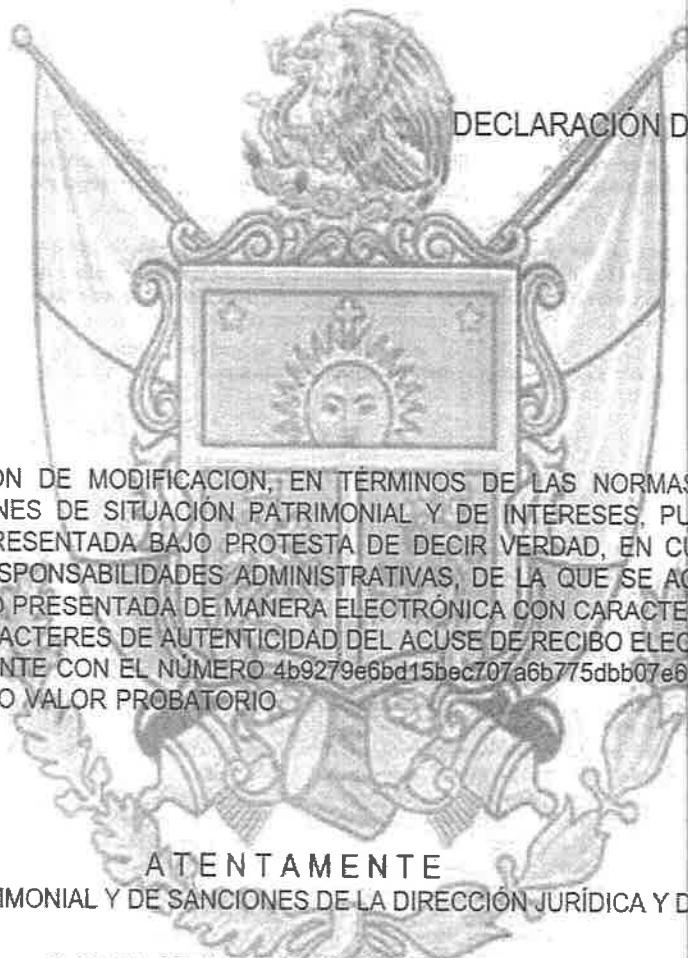 DECLARACIÓN D
ON DE MODIFICACION, EN TÉRMINOS DE LAS NORMAS
NES DE SITUACIÓN PATRIMONIAL Y DE INTERESES, PU
RESENTADA BAJO PROTESTA DE DECIR VERDAD, EN CU
SPONSABILIDADES ADMINISTRATIVAS, DE LA QUE SE AC
O PRESENTADA DE MANERA ELECTRÓNICA CON CARACTE
ACTERES DE AUTENTICIDAD DEL ACUSE DE RECIBO ELEC
NTE CON EL NÚMERO 4b9279e6bd15bec707a6b775dbb07e6
O VALOR PROBATORIO
ATENTAMENTE
IMONIAL Y DE SANCIONES DE LA DIRECCIÓN JURÍDICA Y D